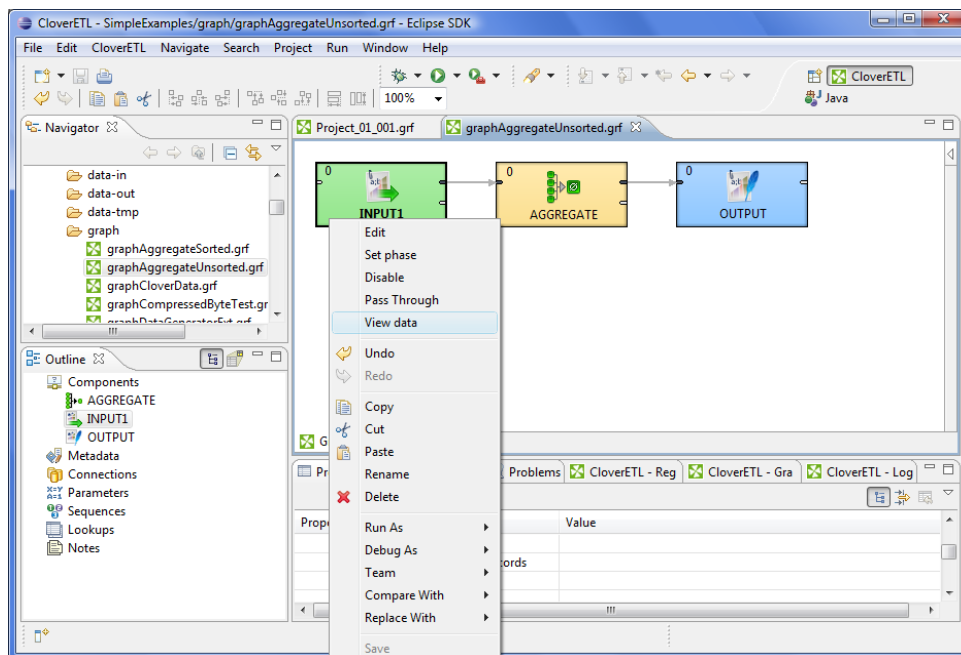 CloverETL - SimpleExamples/graph/graphAggregateUnsorted.grf - Eclipse SDK
File Edit CloverETL Navigate Search Project Run Window Help
CloverETL
100%
Java
Navigator
Project_01_001.grf
graphAggregateUnsorted.grf
data-in
data-out
data-tmp
graph
graphAggregateSorted.grf
graphAggregateUnsorted.grf
graphCloverData.grf
graphCompressedByteTest.gr
graphDataGeneratorExt.grf
0
INPUT1
0
AGGREGATE
0
OUTPUT
Edit
Set phase
Disable
Pass Through
View data
Undo
Redo
Copy
Cut
Paste
Rename
Delete
Run As
Debug As
Team
Compare With
Replace With
Save
Outline
Components
AGGREGATE
INPUT1
OUTPUT
Metadata
Connections
Parameters
Sequences
Lookups
Notes
G
Pr
Problems
CloverETL - Reg
CloverETL - Gra
CloverETL - Log
Prope
Value
ords